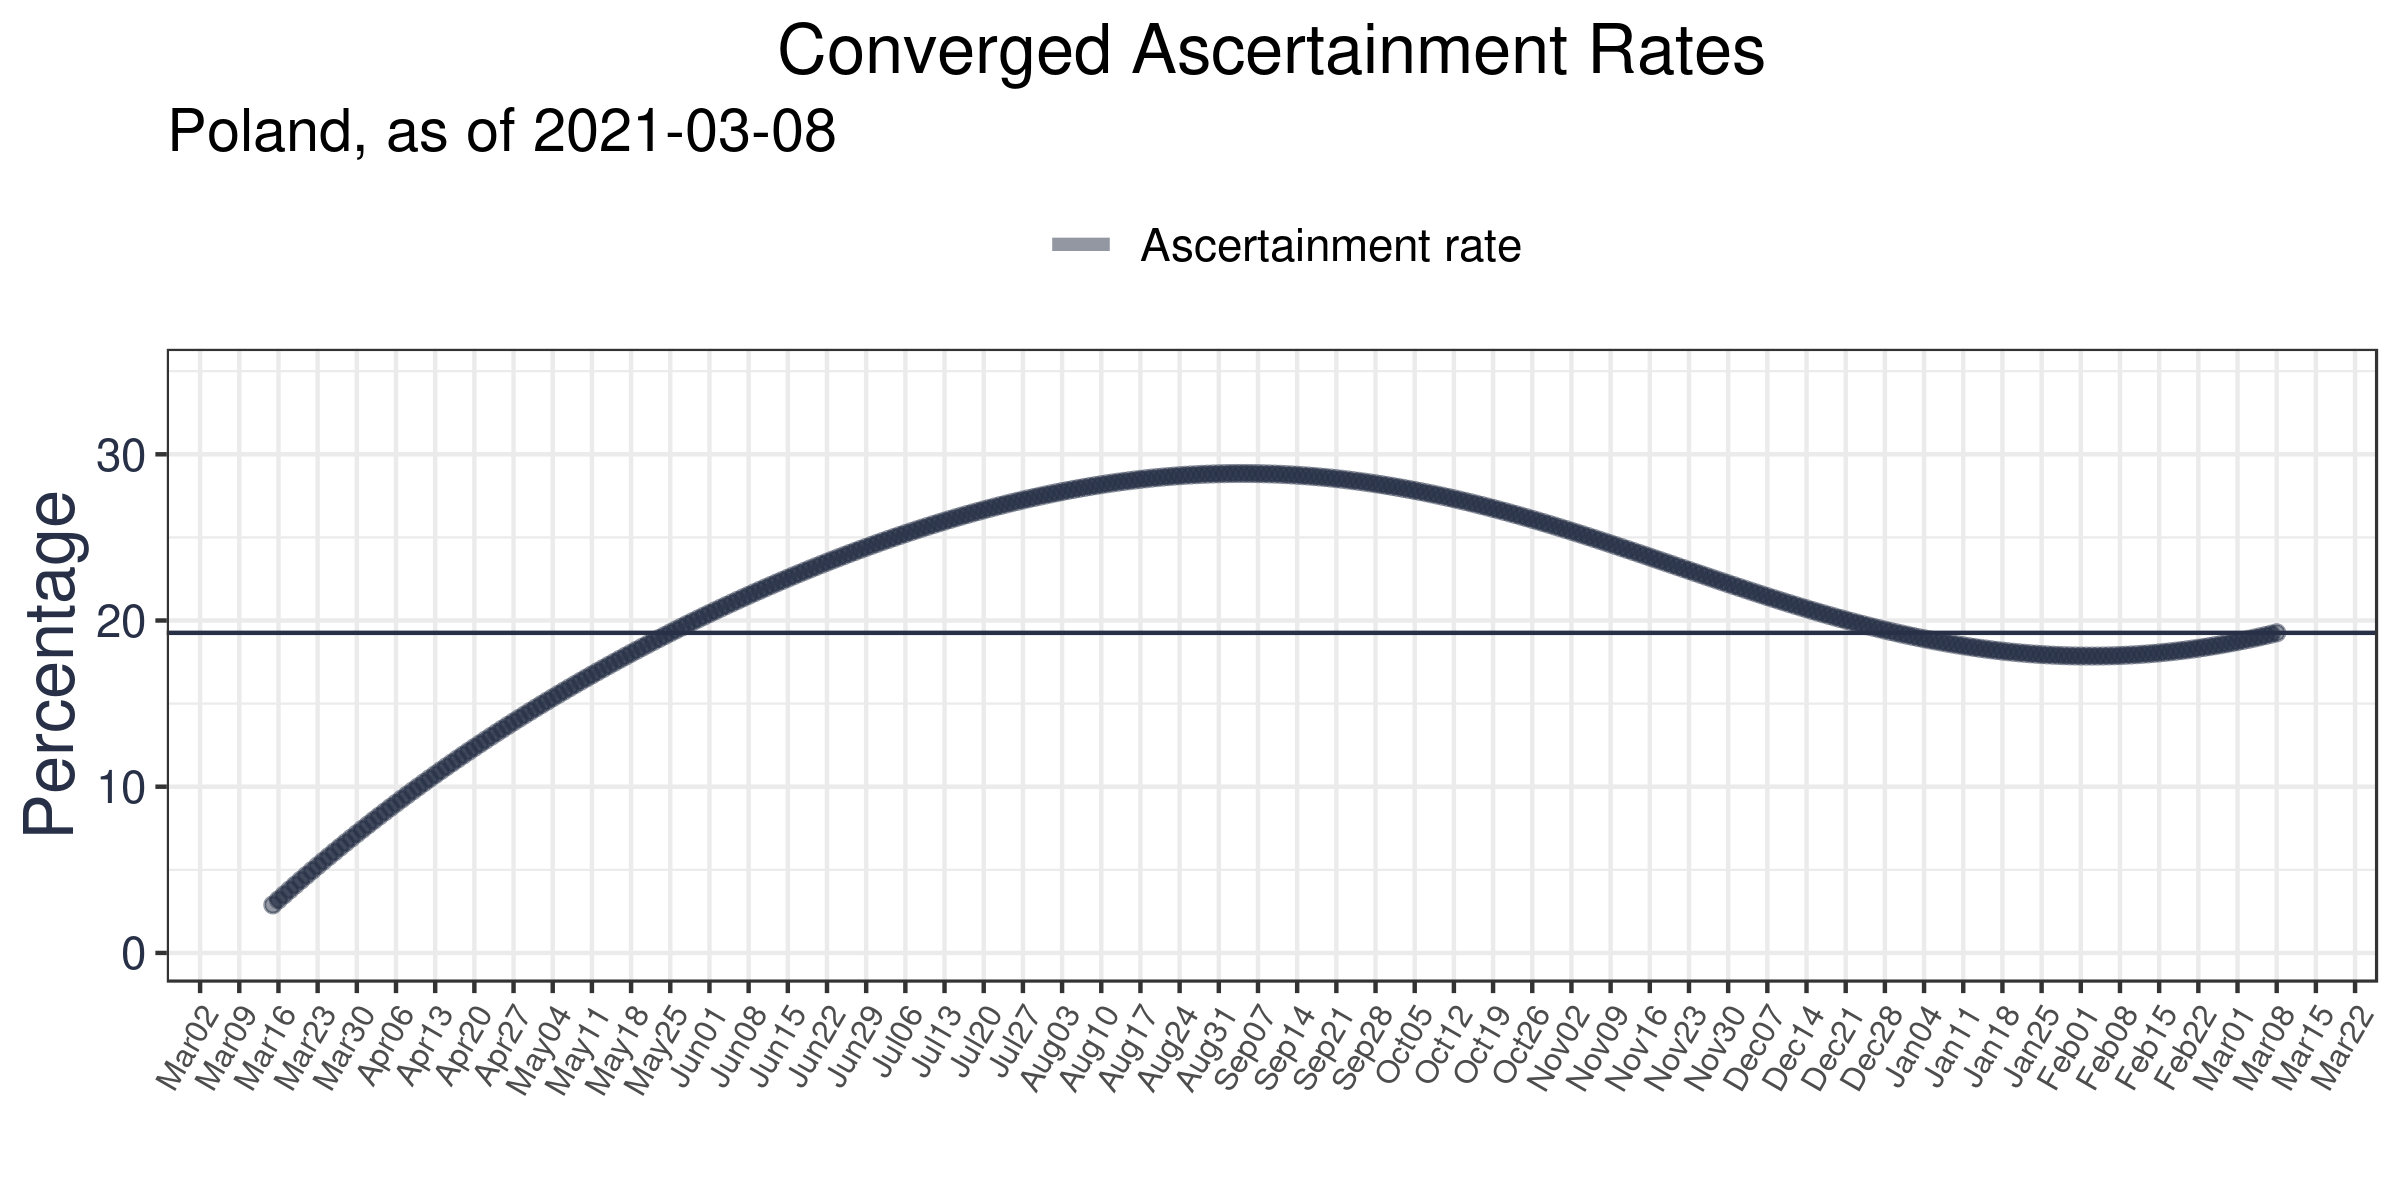 Converged Ascertainment Rates
Poland, as of 2021-03-08
Ascertainment rate
Percentage
30
20
10
0
Mar02 Mar09 Mar16 Mar23 Mar30 Apr06 Apr13 Apr20 Apr27 May04 May11 May18 May25 Jun01 Jun08 Jun15 Jun22 Jun29 Jul06 Jul13 Jul20 Jul27 Aug03 Aug10 Aug17 Aug24 Aug31 Sep07 Sep14 Sep21 Sep28 Oct05 Oct12 Oct19 Oct26 Nov02 Nov09 Nov16 Nov23 Nov30 Dec07 Dec14 Dec21 Dec28 Jan04 Jan11 Jan18 Jan25 Feb01 Feb08 Feb15 Feb22 Mar01 Mar08 Mar15 Mar22